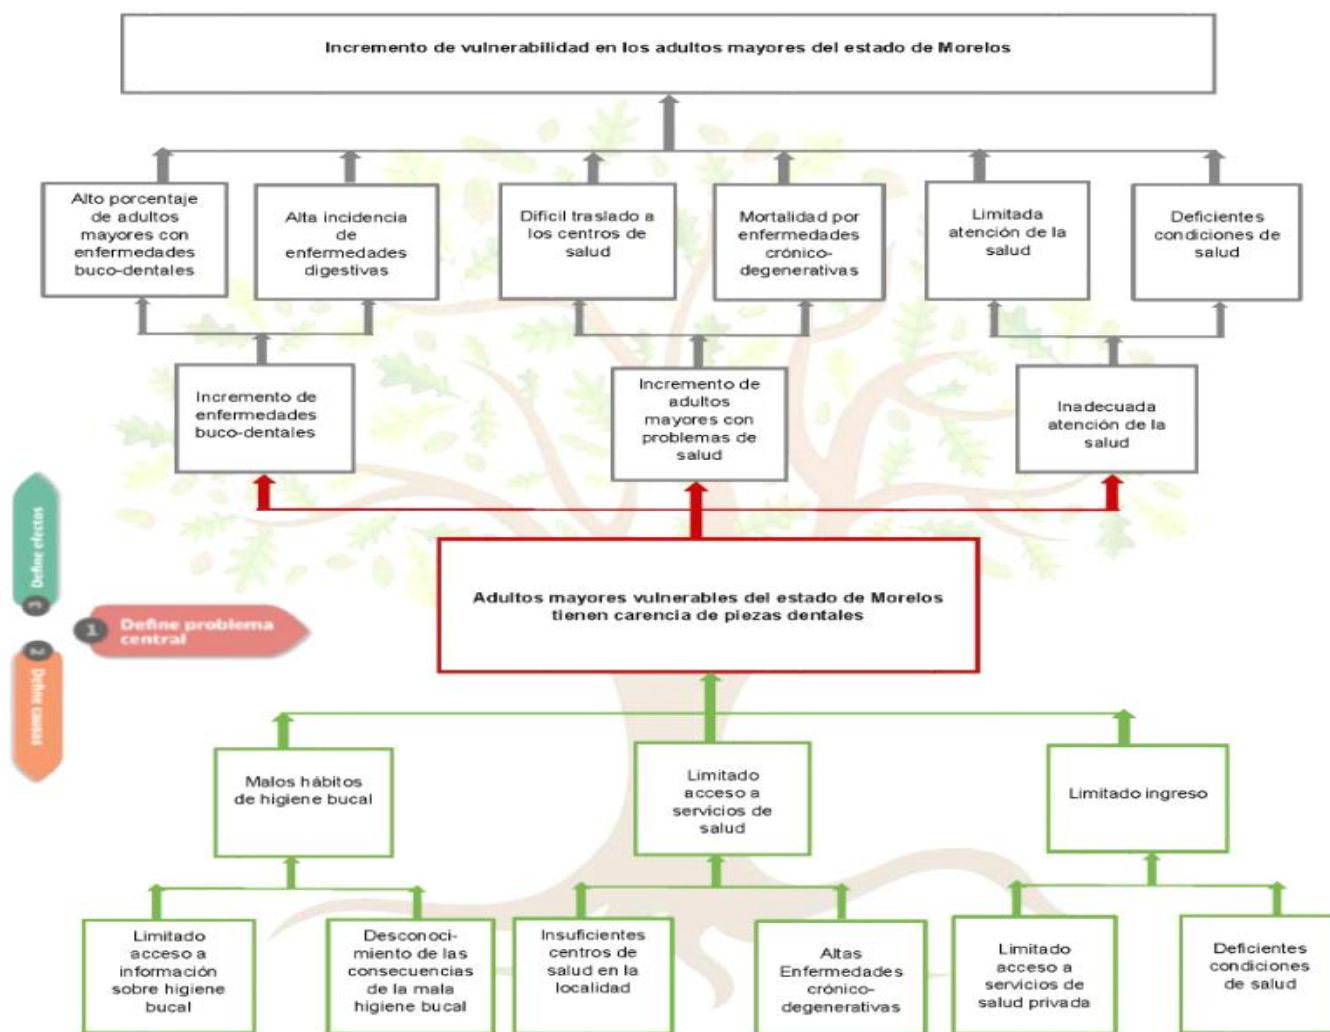 Incremento de vulnerabilidad en los adultos mayores del estado de Morelos
Alto porcentaje
de adultos
mayores con
enfermedades
buco-dentales
Alta incidencia
de
enfermedades
digestivas
Difícil traslado a
los centros de
salud
Mortalidad por
enfermedades
crónico-
degenerativas
Limitada
atención de la
salud
Deficientes
condiciones de
salud
Incremento de
enfermedades
buco-dentales
Incremento de
adultos
mayores con
problemas de
salud
Inadecuada
atención de la
salud
3 Define efectos
1 Define problema
central
2 Define causas
Adultos mayores vulnerables del estado de Morelos
tienen carencia de piezas dentales
Malos hábitos
de higiene bucal
Limitado
acceso a
servicios de
salud
Limitado ingreso
Limitado
acceso a
información
sobre higiene
bucal
Desconoci-
miento de las
consecuencias
de la mala
higiene bucal
Insuficientes
centros de
salud en la
localidad
Altas
Enfermedades
crónico-
degenerativas
Limitado
acceso a
servicios de
salud privada
Deficientes
condiciones
de salud